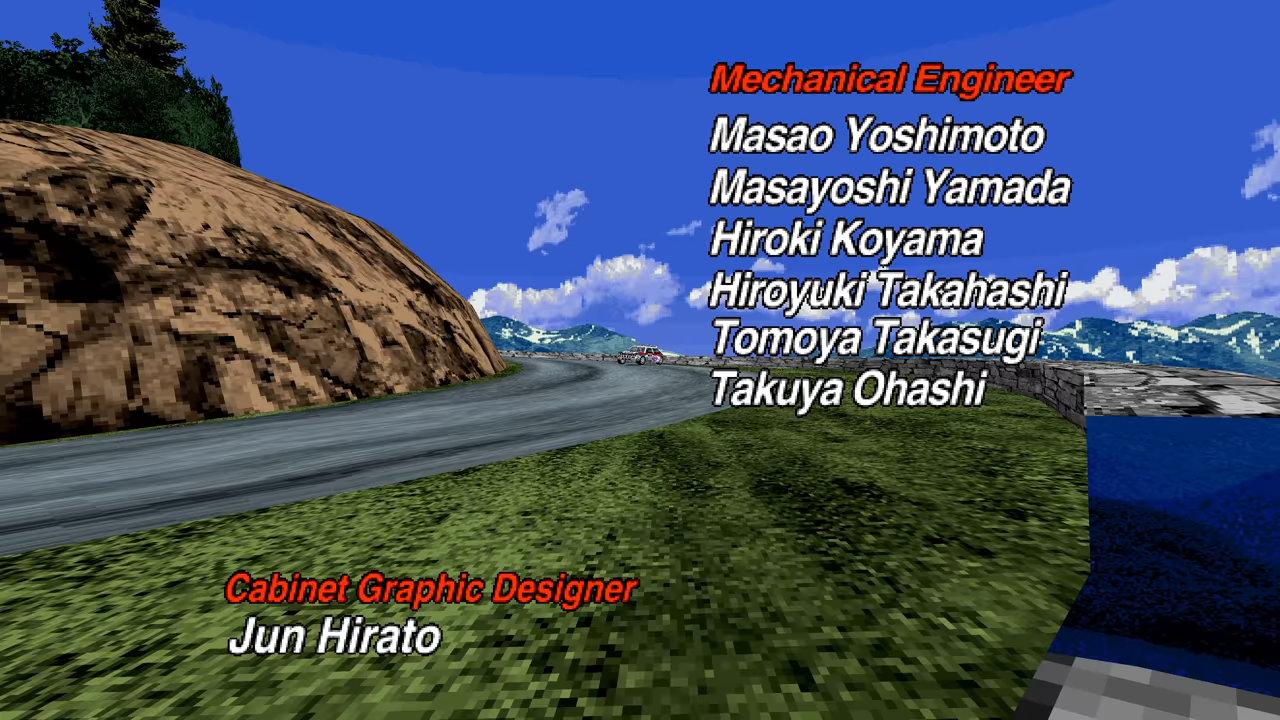 Mechanical Engineer
Masao Yoshimoto
Masayoshi Yamada
Hiroki Koyama
Hiroyuki Takahashi
Tomoya Takasugi
Takuya Ohashi
Cabinet Graphic Designer
Jun Hirato